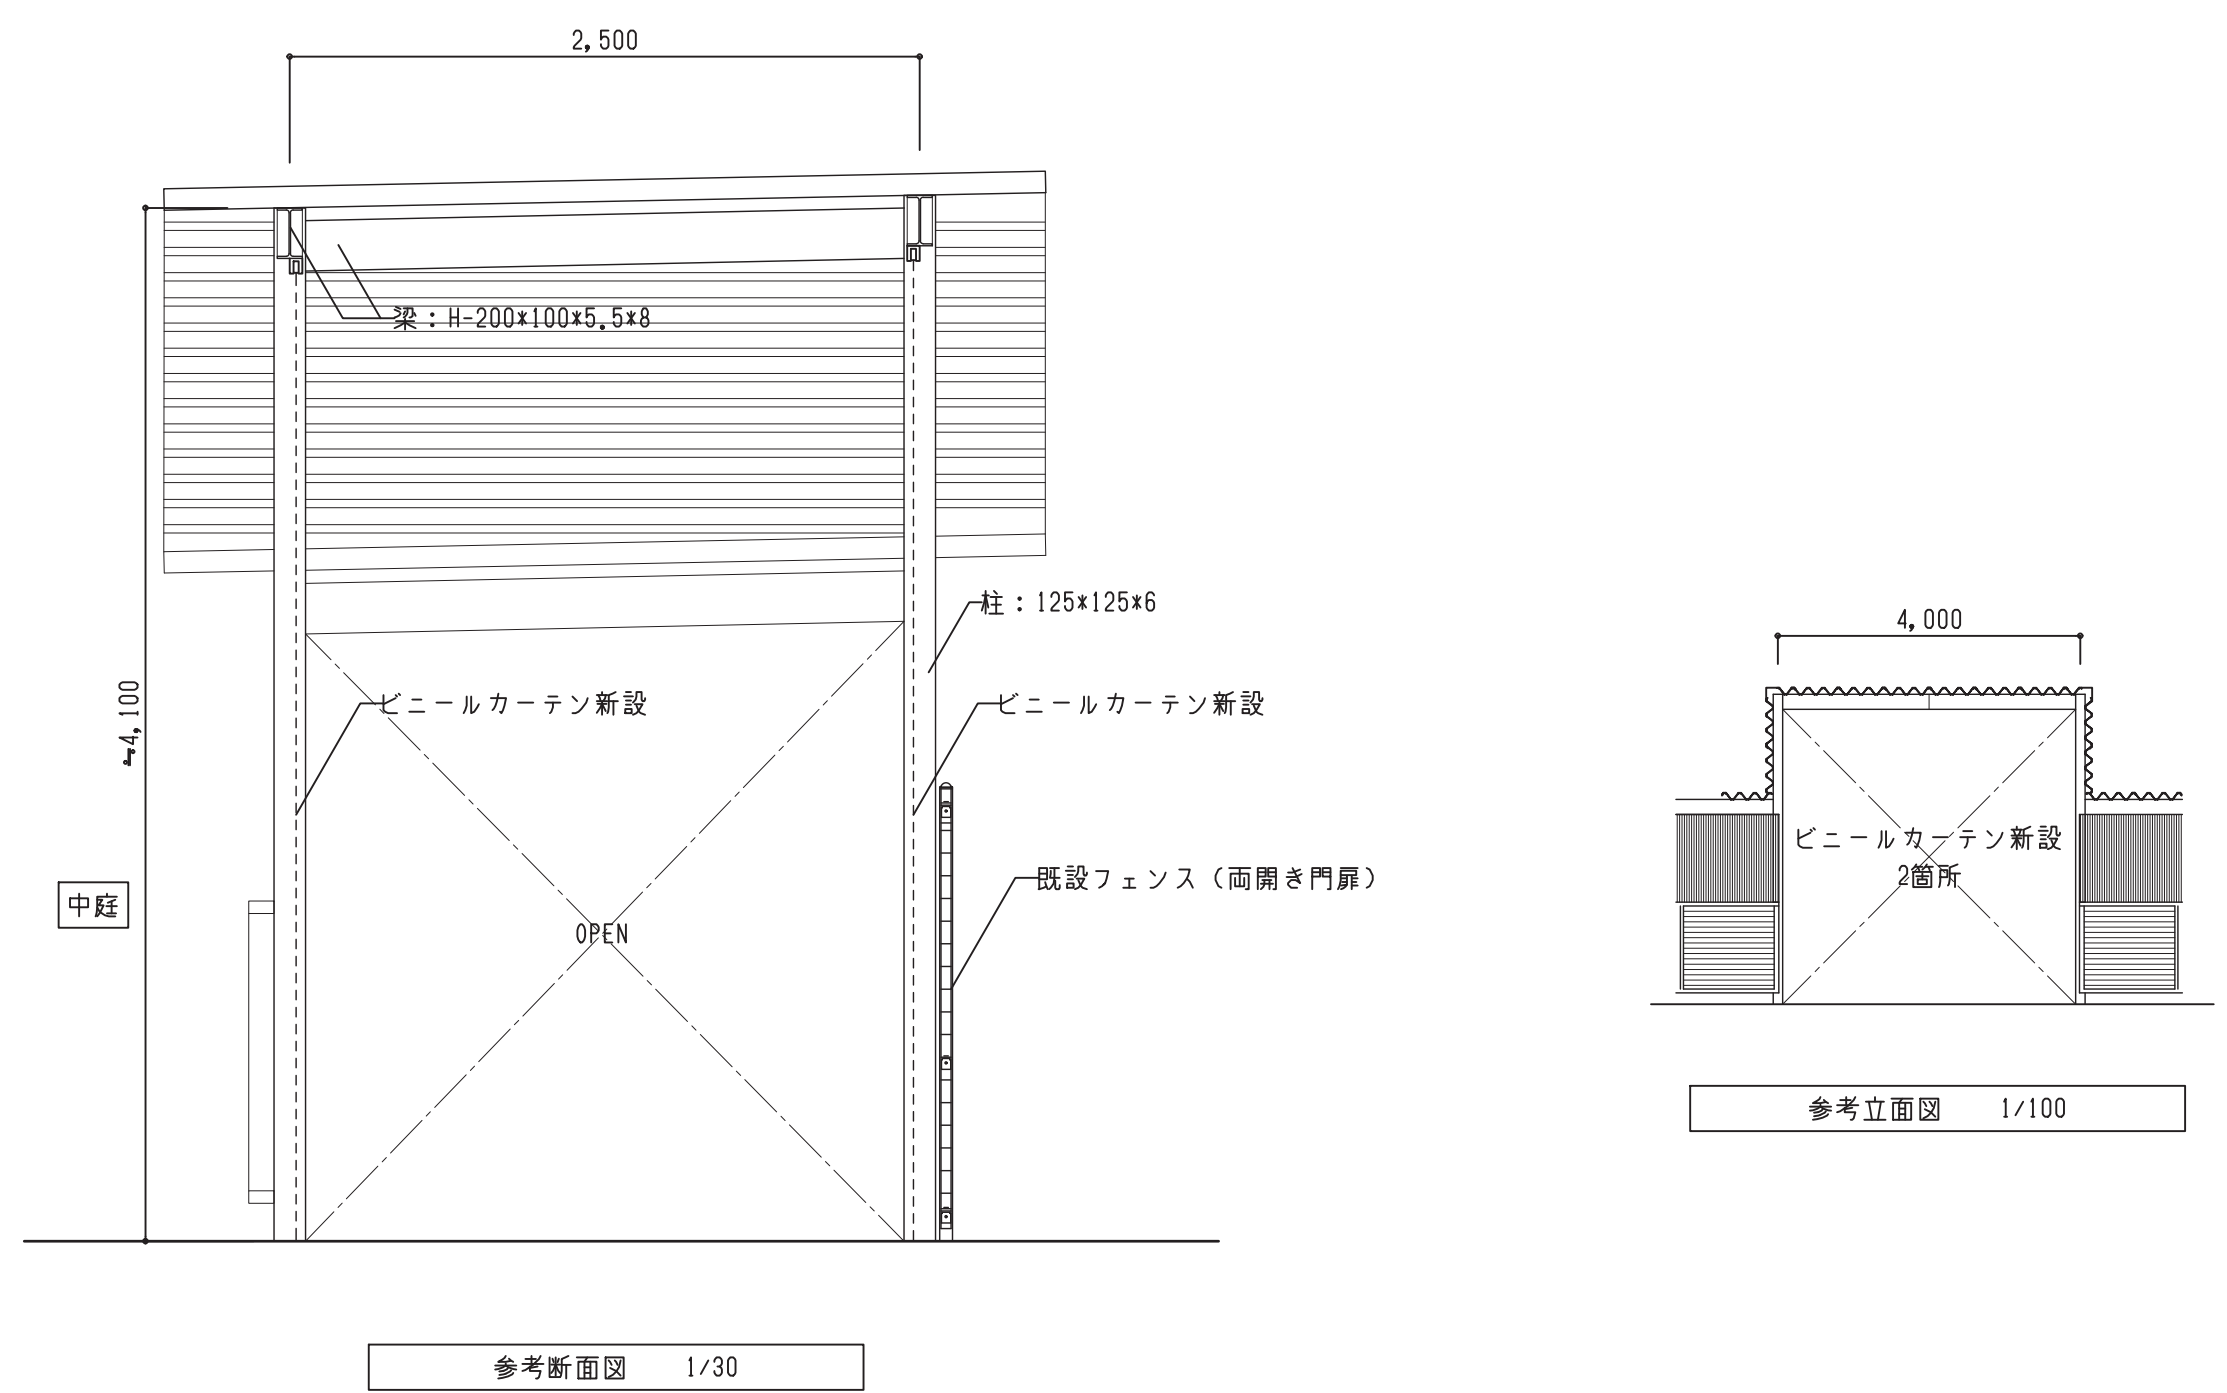 2,500
梁：H-200*100*5.5*8
柱：125*125*6
4,000
ビニールカーテン新設
ビニールカーテン新設
4,100
ビニールカーテン新設
2箇所
既設フェンス（両開き門扉）
中庭
OPEN
参考立面図 1/100
参考断面図 1/30